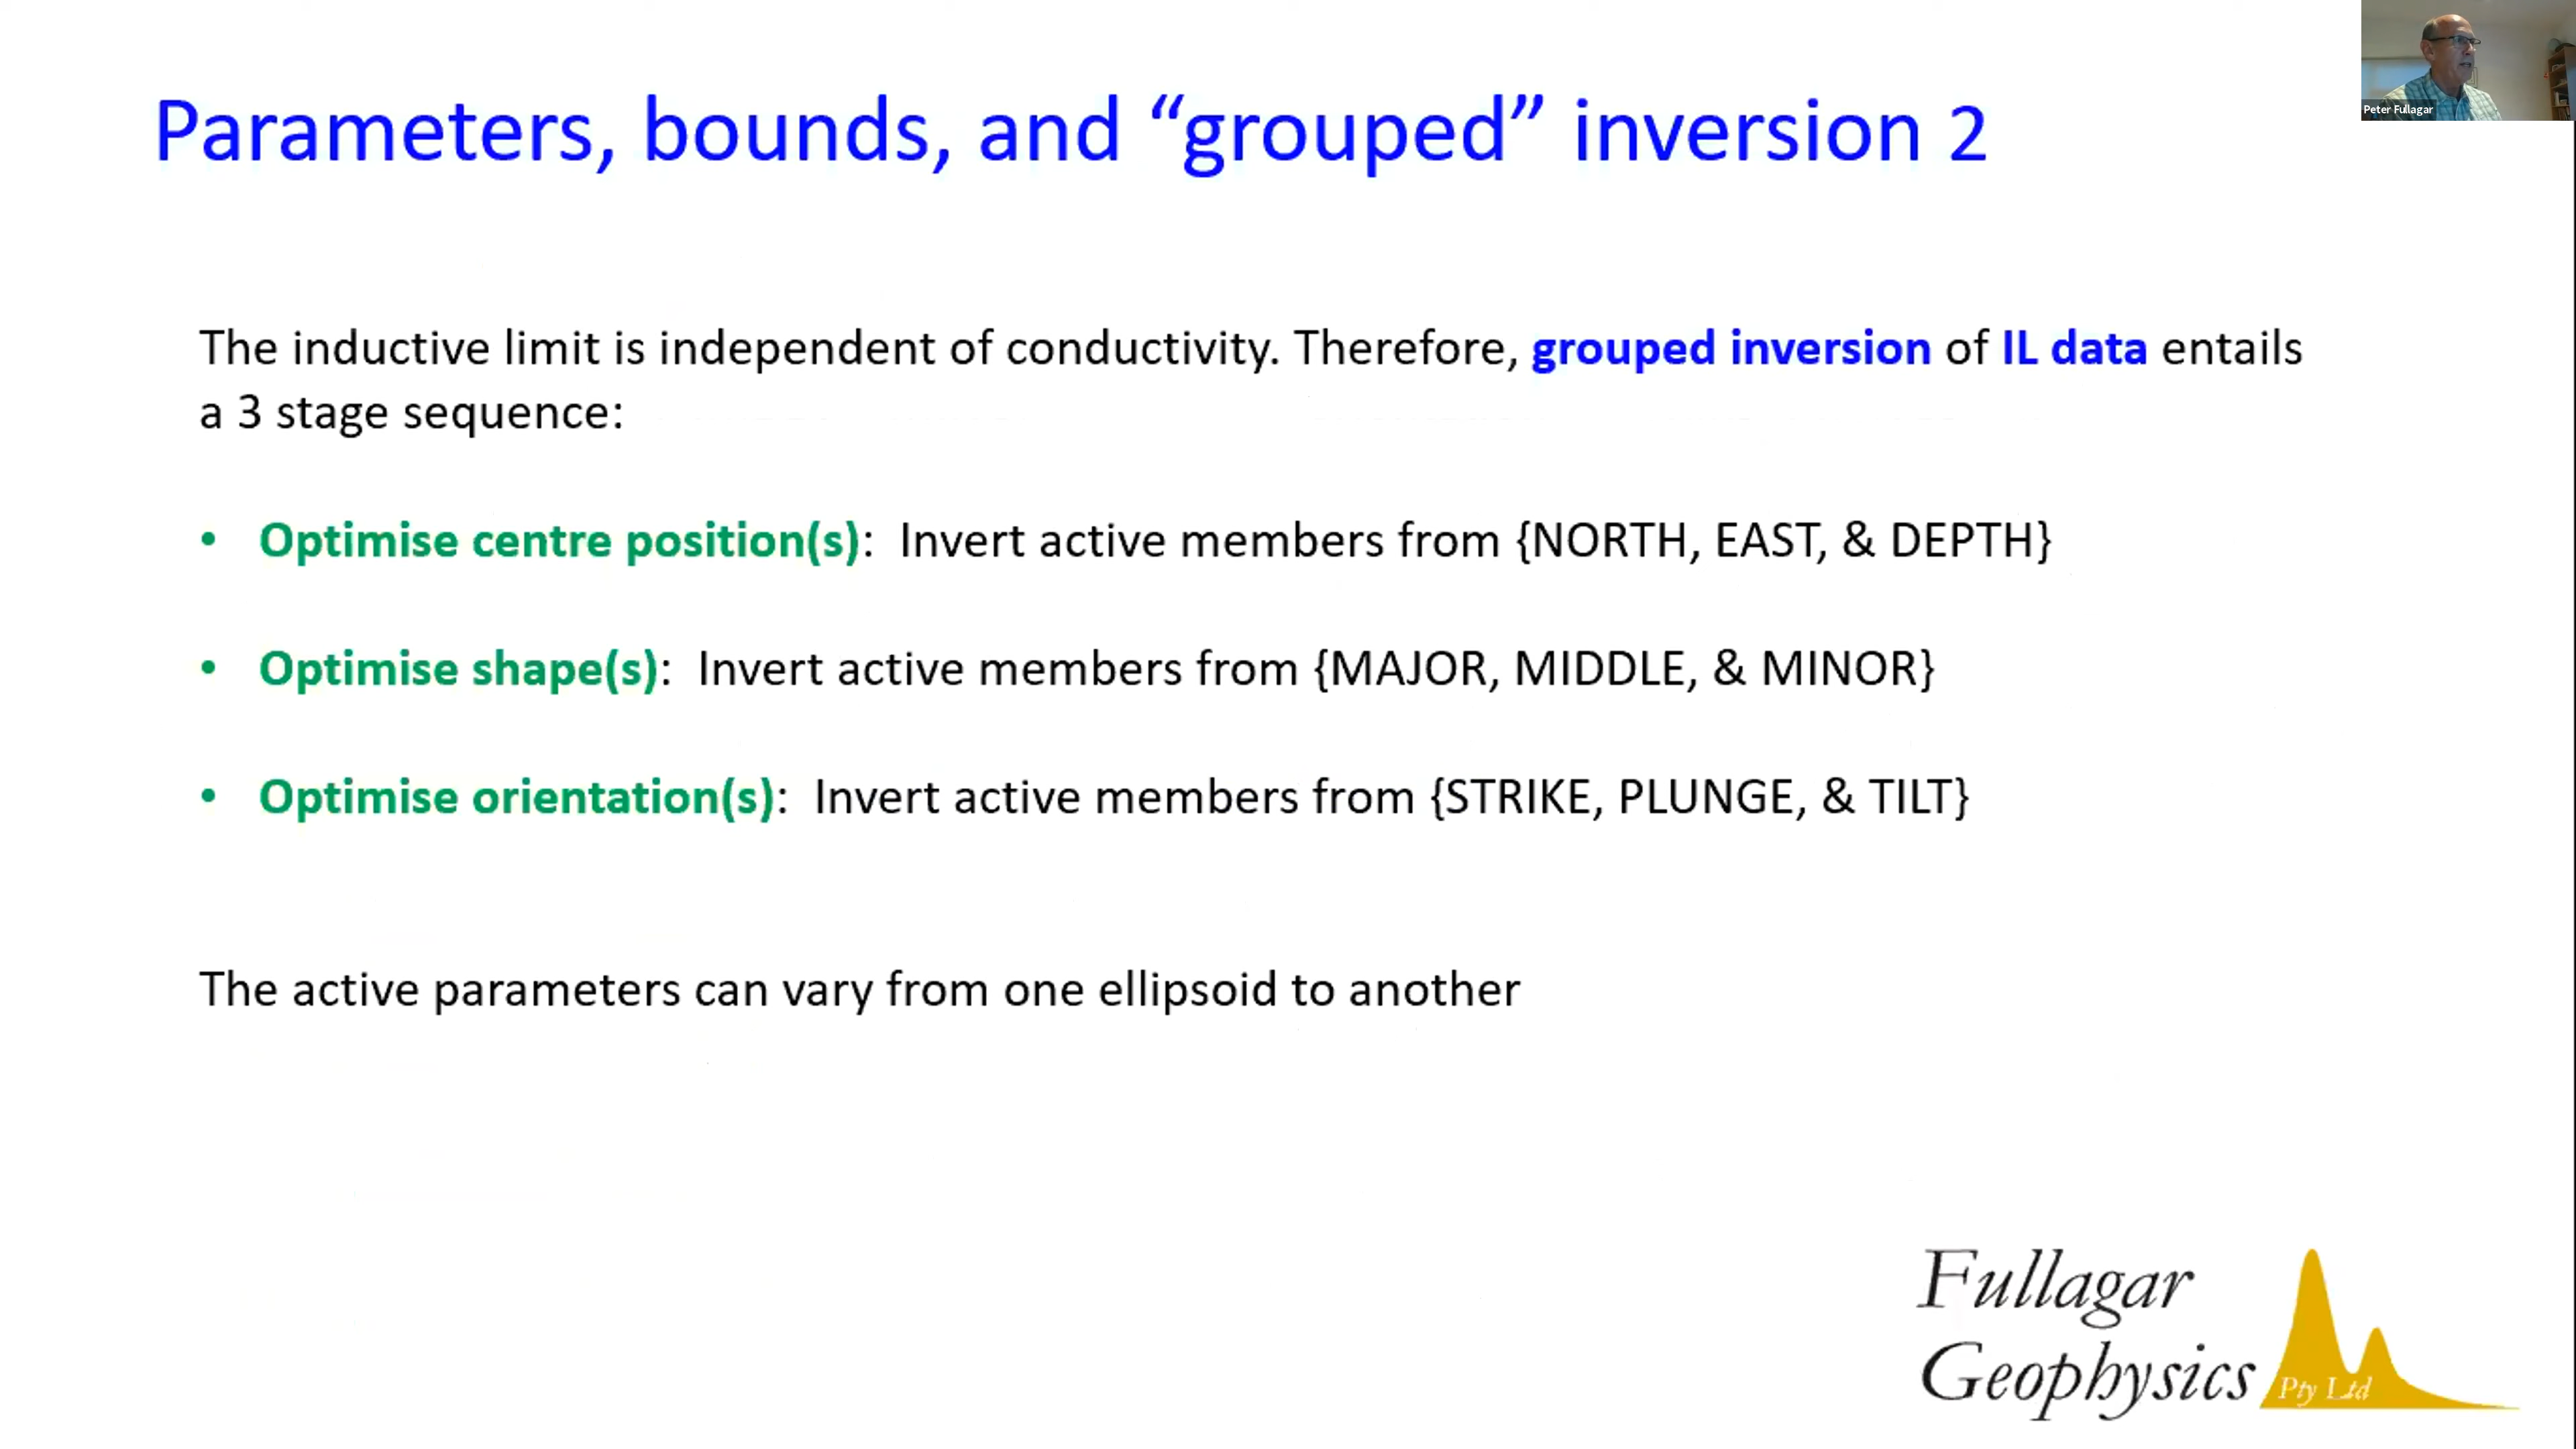 Peter Fullagar
Parameters, bounds, and “grouped” inversion 2
The inductive limit is independent of conductivity. Therefore, grouped inversion of IL data entails
a 3 stage sequence:
• Optimise centre position(s): Invert active members from {NORTH, EAST, & DEPTH}
• Optimise shape(s): Invert active members from {MAJOR, MIDDLE, & MINOR}
• Optimise orientation(s): Invert active members from {STRIKE, PLUNGE, & TILT}
The active parameters can vary from one ellipsoid to another
Fullagar
Geophysics
Pty Ltd